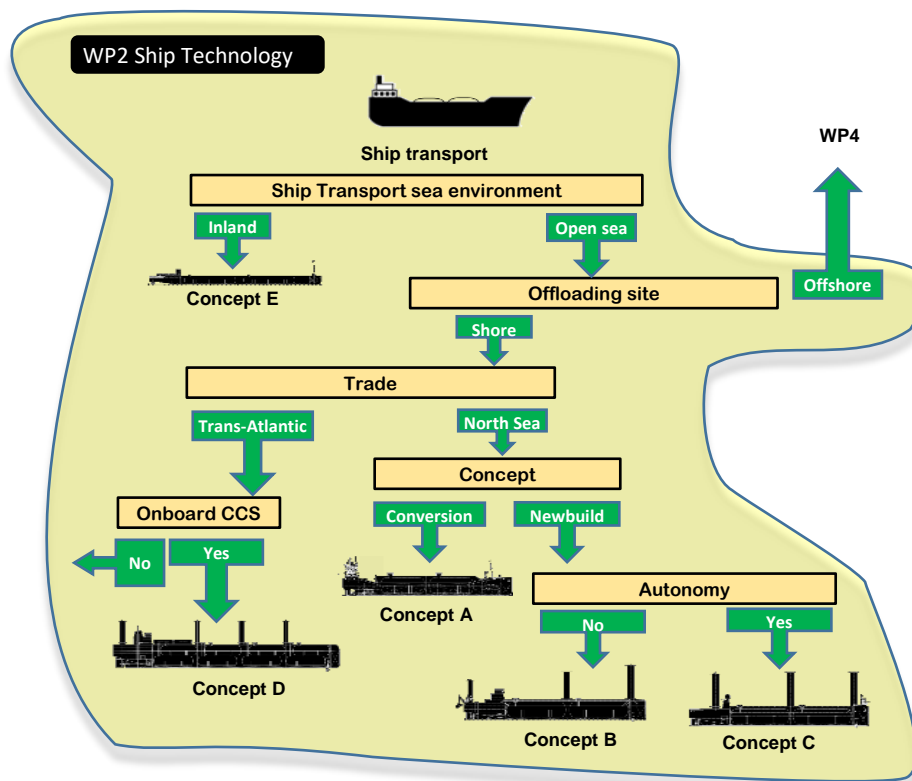 WP2 Ship Technology
Ship transport
WP4
Ship Transport sea environment
Inland
Open sea
Concept E
Offloading site
Offshore
Shore
Trade
Trans-Atlantic
North Sea
Concept
Onboard CCS
Conversion
Newbuild
No
Yes
Autonomy
Concept A
No
Yes
Concept D
Concept B
Concept C